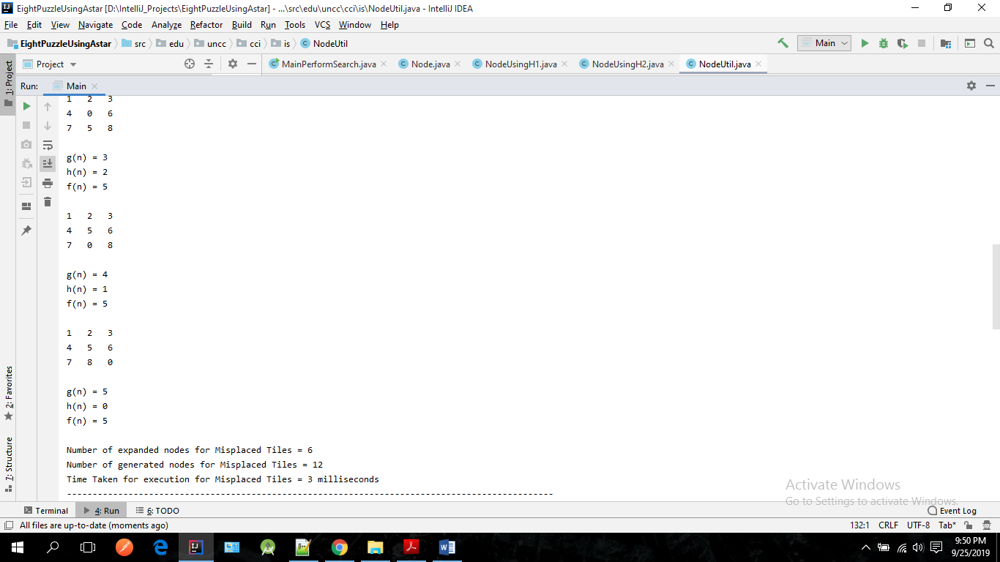 EightPuzzleUsingAstar [D:\IntelliJ_Projects\EightPuzzleUsingAstar] - ...\src\edu\uncc\cci\is\NodeUtil.java - IntelliJ IDEA
File Edit View Navigate Code Analyze Refactor Build Run Tools VCS Window Help
EightPuzzleUsingAstar src edu uncc cci is NodeUtil Main
1: Project
Project MainPerformSearch.java Node.java NodeUsingH1.java NodeUsingH2.java NodeUtil.java
Run: Main
1 2 3
4 0 6
7 5 8
g(n) = 3
h(n) = 2
f(n) = 5
1 2 3
4 5 6
7 0 8
g(n) = 4
h(n) = 1
f(n) = 5
1 2 3
4 5 6
7 8 0
g(n) = 5
h(n) = 0
f(n) = 5
Number of expanded nodes for Misplaced Tiles = 6
Number of generated nodes for Misplaced Tiles = 12
Time Taken for execution for Misplaced Tiles = 3 milliseconds
-----------------------------------------------------------------------------------------------
2: Favorites
7: Structure
Activate Windows
Go to Settings to activate Windows.
Terminal 4: Run 6: TODO Event Log
All files are up-to-date (moments ago) 132:1 CRLF UTF-8 Tab*
9:50 PM
9/25/2019